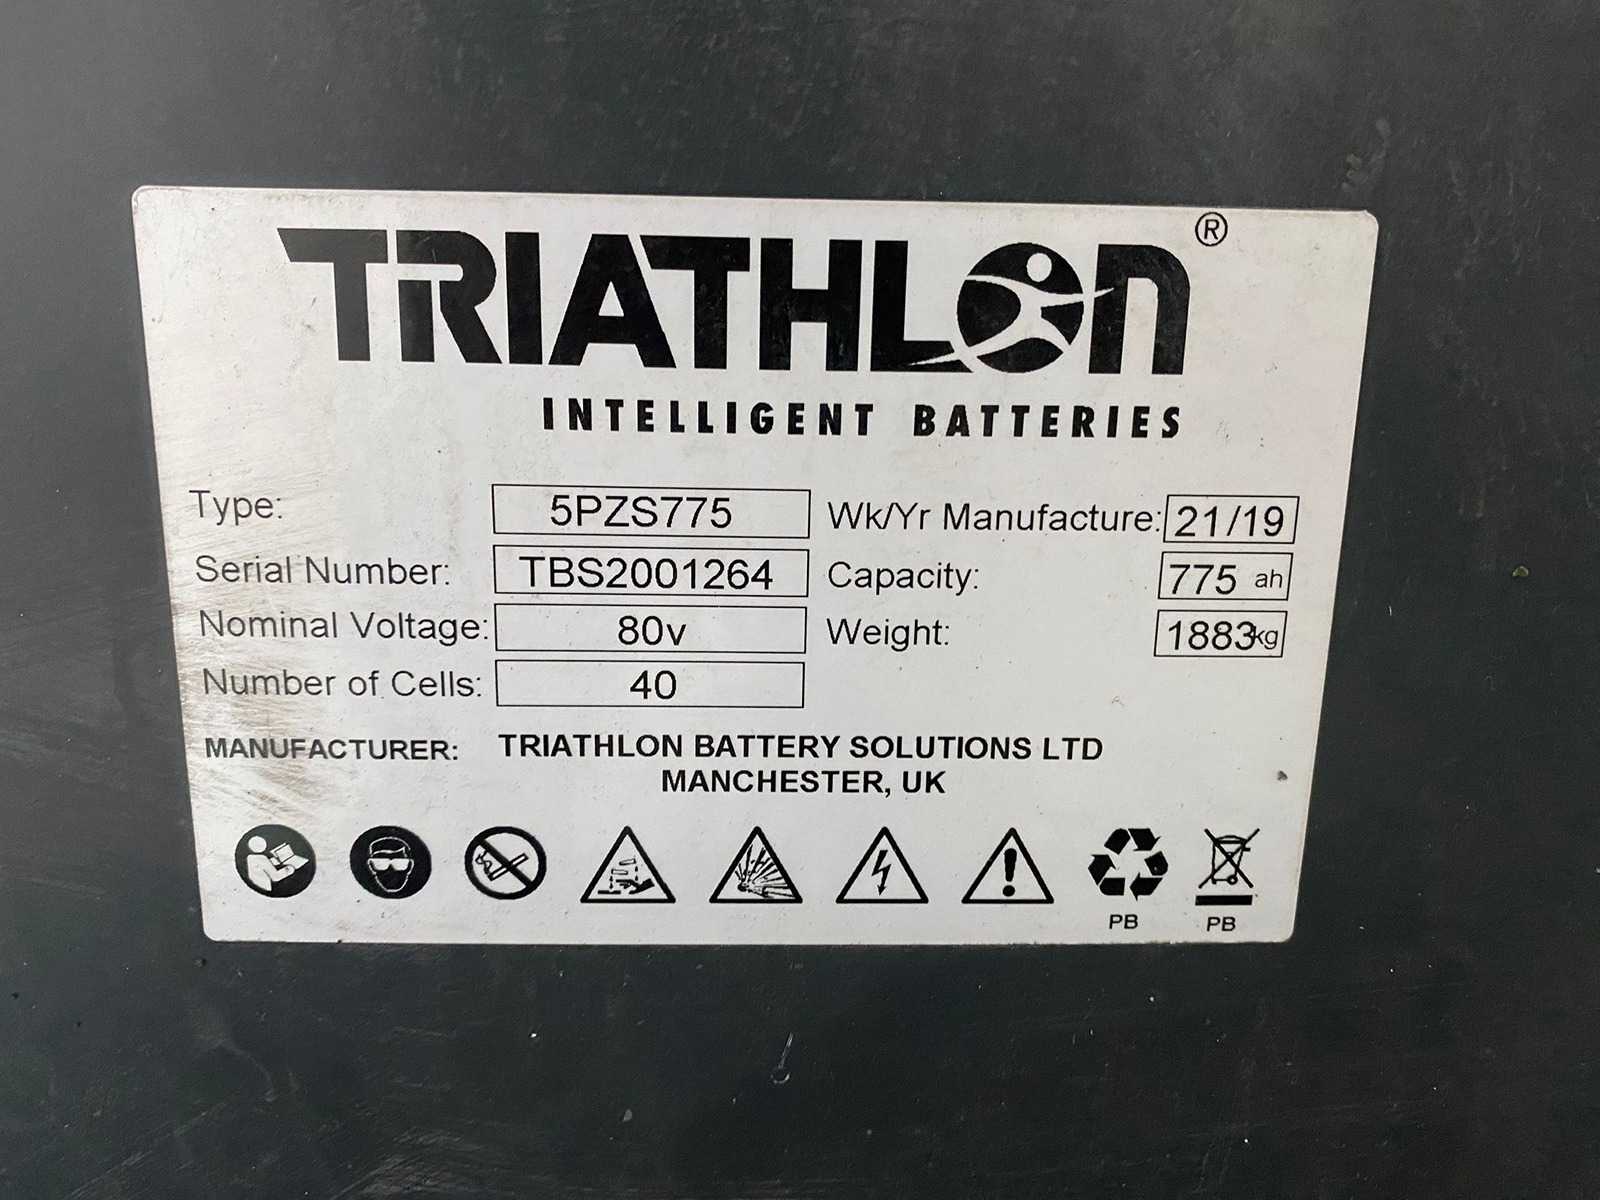 TRIATHLON ®
INTELLIGENT BATTERIES
Type: 5PZS775 Wk/Yr Manufacture: 21/19
Serial Number: TBS2001264 Capacity: 775 ah
Nominal Voltage: 80v Weight: 1883kg
Number of Cells: 40
MANUFACTURER: TRIATHLON BATTERY SOLUTIONS LTD
MANCHESTER, UK
PB PB